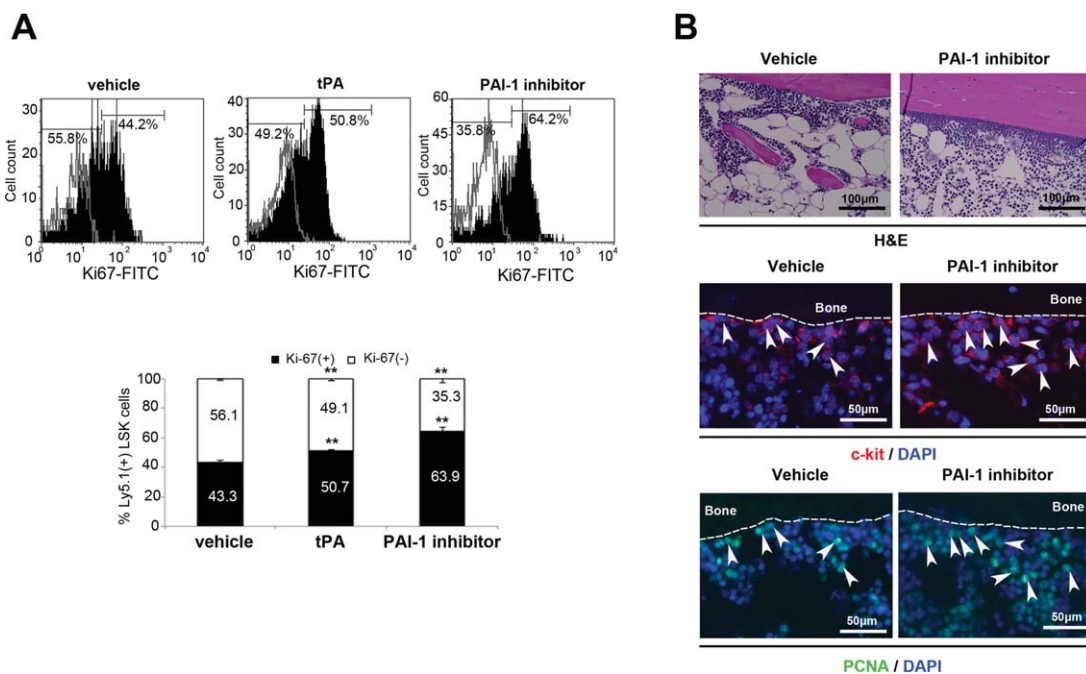 A
vehicle
tPA
PAI-1 inhibitor
30
20
10
0
Cell count
55.8%
44.2%
10^0 10^1 10^2 10^3 10^4
Ki67-FITC
40
30
20
10
0
Cell count
49.2%
50.8%
10^0 10^1 10^2 10^3 10^4
Ki67-FITC
60
45
30
15
0
Cell count
35.8%
64.2%
10^0 10^1 10^2 10^3 10^4
Ki67-FITC
Ki-67(+) Ki-67(-)
% Ly5.1(+) LSK cells
100
80
60
40
20
0
56.1
43.3
**
49.1
**
50.7
**
35.3
**
63.9
vehicle
tPA
PAI-1 inhibitor
B
Vehicle
PAI-1 inhibitor
100μm
100μm
H&E
Vehicle
PAI-1 inhibitor
Bone
Bone
50μm
50μm
c-kit / DAPI
Vehicle
PAI-1 inhibitor
Bone
Bone
50μm
50μm
PCNA / DAPI